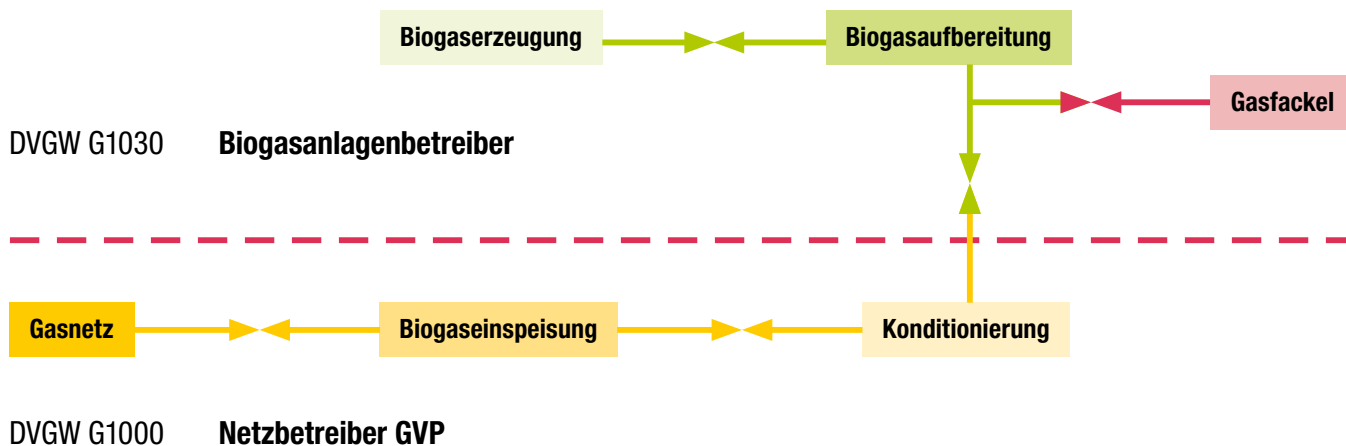 Biogaserzeugung
Biogasaufbereitung
Gasfackel
DVGW G1030 Biogasanlagenbetreiber
Gasnetz
Biogaseinspeisung
Konditionierung
DVGW G1000 Netzbetreiber GVP